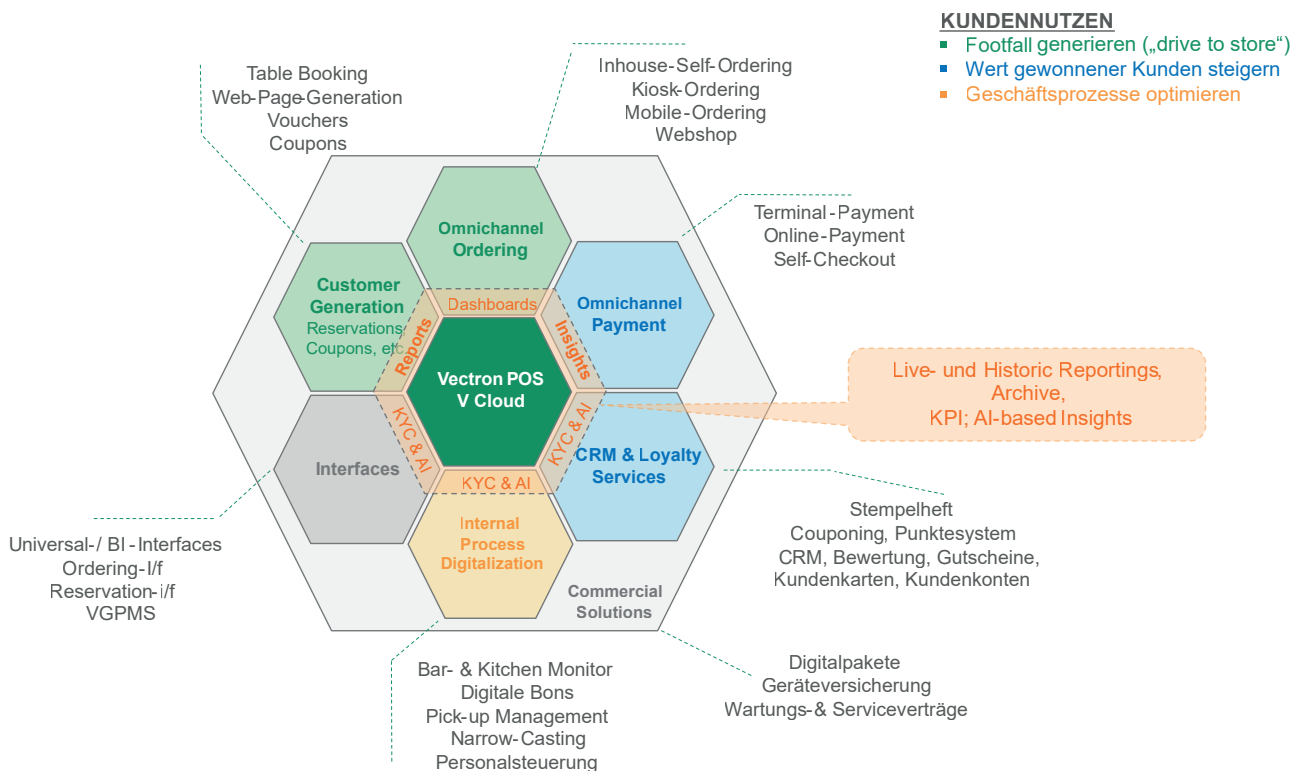 KUNDENNUTZEN
Footfall generieren („drive to store“)
Wert gewonnener Kunden steigern
Geschäftsprozesse optimieren
Table Booking
Web-Page-Generation
Vouchers
Coupons
Inhouse-Self-Ordering
Kiosk-Ordering
Mobile-Ordering
Webshop
Terminal-Payment
Online-Payment
Self-Checkout
Omnichannel
Ordering
Customer
Generation
Reservations
Coupons, etc.
Omnichannel
Payment
Dashboards
Reports
Insights
Vectron POS
V Cloud
KYC & AI
KYC & AI
KYC & AI
Interfaces
CRM & Loyalty
Services
Internal
Process
Digitalization
Commercial
Solutions
Live- und Historic Reportings,
Archive,
KPI; AI-based Insights
Stempelheft
Couponing, Punktesystem
CRM, Bewertung, Gutscheine,
Kundenkarten, Kundenkonten
Universal-/ BI-Interfaces
Ordering-I/f
Reservation-i/f
VGPMS
Bar- & Kitchen Monitor
Digitale Bons
Pick-up Management
Narrow-Casting
Personalsteuerung
Digitalpakete
Geräteversicherung
Wartungs-& Serviceverträge